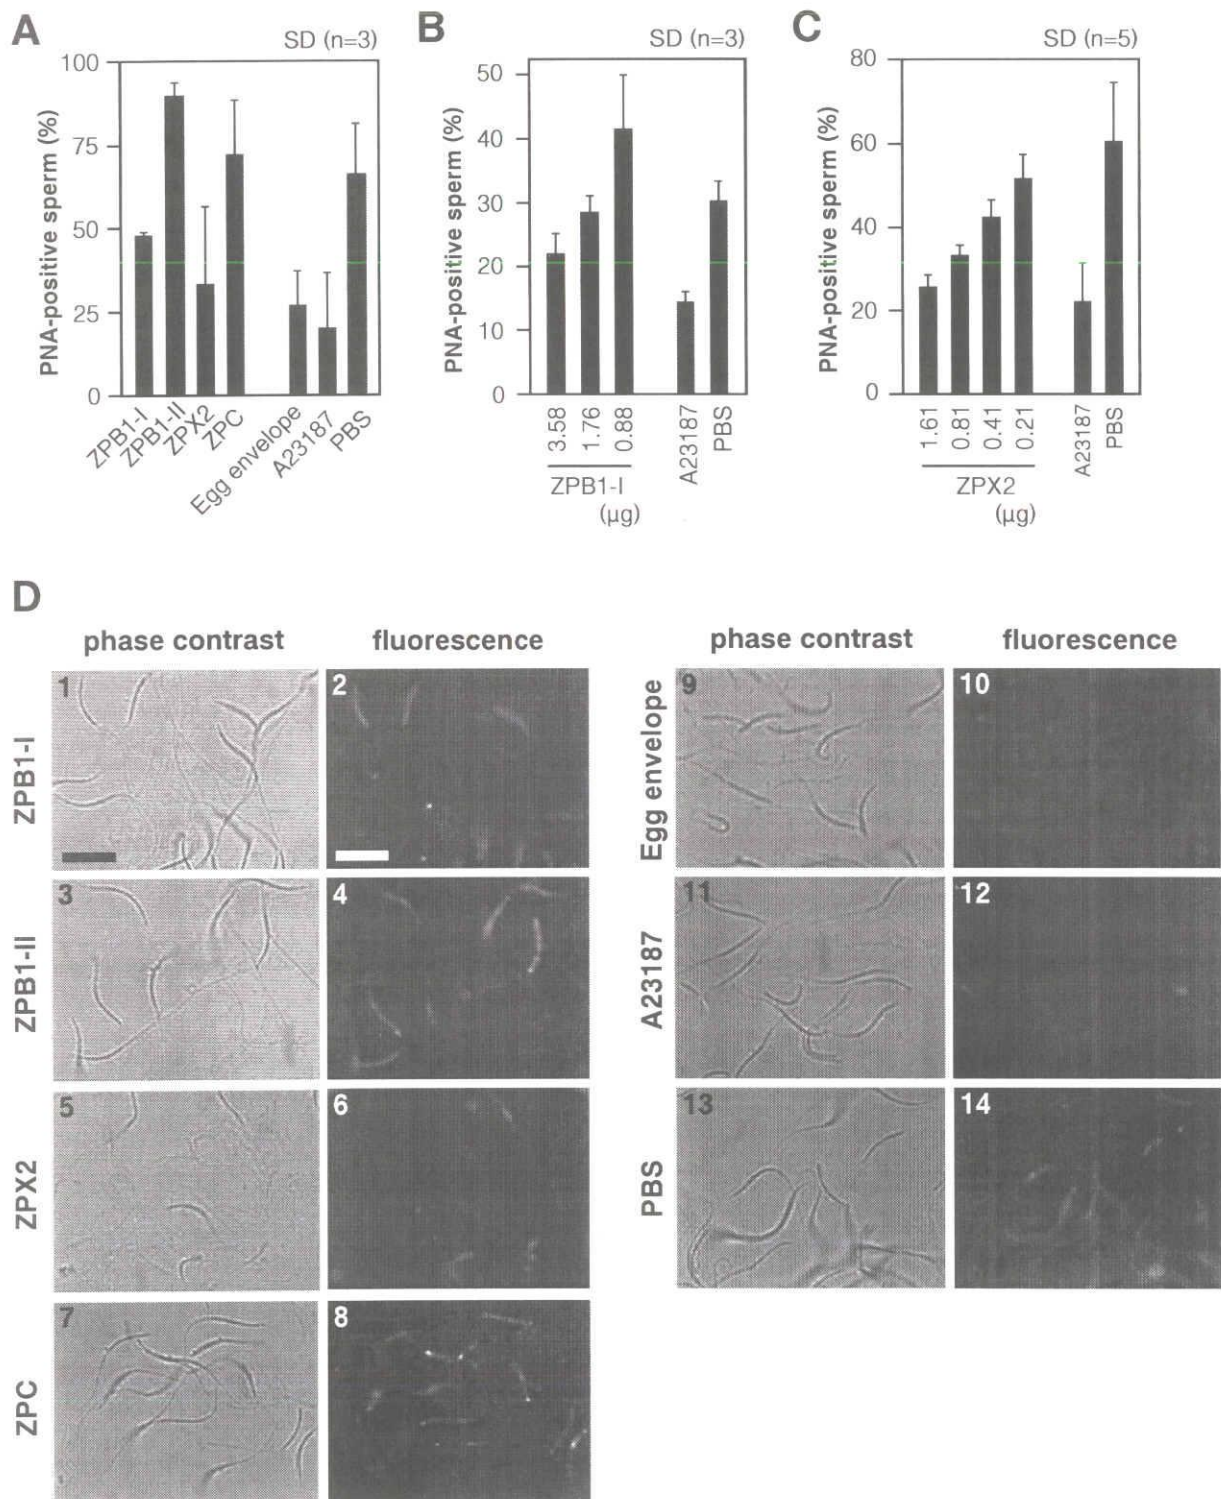 A
SD (n=3)
PNA-positive sperm (%)
100
75
50
25
0
ZPB1-I
ZPB1-II
ZPX2
ZPC
Egg envelope
A23187
PBS
B
SD (n=3)
PNA-positive sperm (%)
50
40
30
20
10
0
3.58
1.76
0.88
A23187
PBS
ZPB1-I
(µg)
C
SD (n=5)
PNA-positive sperm (%)
80
60
40
20
0
1.61
0.81
0.41
0.21
A23187
PBS
ZPX2
(µg)
D
phase contrast
fluorescence
phase contrast
fluorescence
ZPB1-I
1
2
ZPB1-II
3
4
ZPX2
5
6
ZPC
7
8
Egg envelope
9
10
A23187
11
12
PBS
13
14